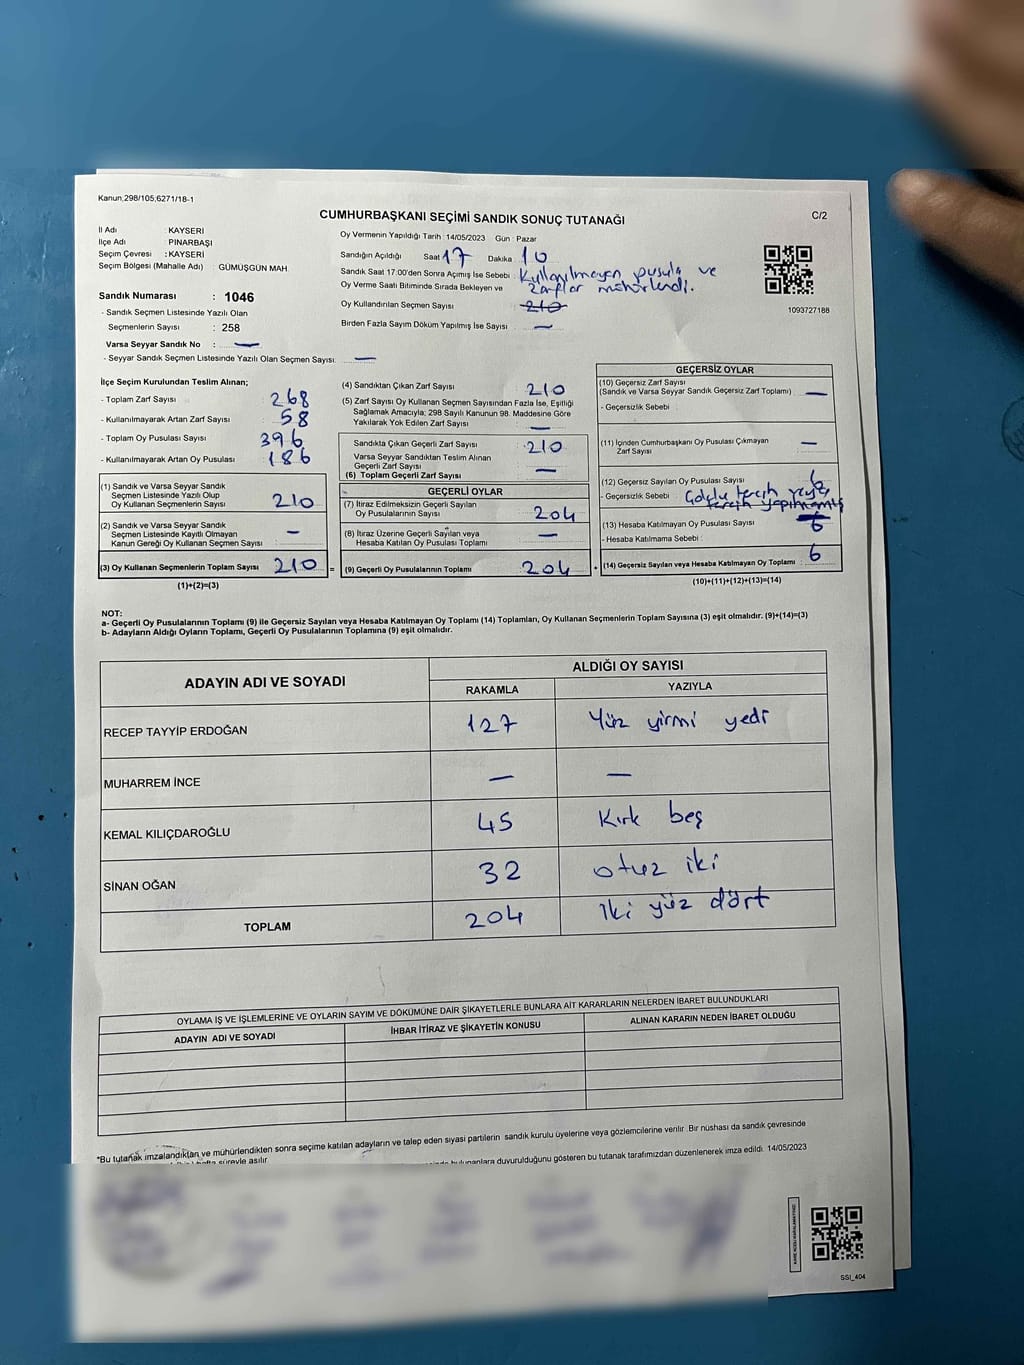 Kanun;298/105;6271/18-1
CUMHURBAŞKANI SEÇİMİ SANDIK SONUÇ TUTANAĞI
C/2
İl Adı : KAYSERİ
İlçe Adı : PINARBAŞI
Seçim Çevresi : KAYSERİ
Seçim Bölgesi (Mahalle Adı) : GÜMÜŞGÜN MAH.
Sandık Numarası : 1046
- Sandık Seçmen Listesinde Yazılı Olan
Seçmenlerin Sayısı : 258
Varsa Seyyar Sandık No : —
- Seyyar Sandık Seçmen Listesinde Yazılı Olan Seçmen Sayısı: —
Oy Vermenin Yapıldığı Tarih : 14/05/2023 Gün : Pazar
Sandığın Açıldığı Saat 17 Dakika 10
Sandık Saat 17:00'den Sonra Açılmış İse Sebebi : Kullanılmayan pusula ve
Oy Verme Saati Bitiminde Sırada Bekleyen ve zarflar mühürlendi.
Oy Kullandırılan Seçmen Sayısı 210
Birden Fazla Sayım Döküm Yapılmış İse Sayısı : —
1093727188
İlçe Seçim Kurulundan Teslim Alınan;
- Toplam Zarf Sayısı 268
- Kullanılmayarak Artan Zarf Sayısı 58
- Toplam Oy Pusulası Sayısı 396
- Kullanılmayarak Artan Oy Pusulası 186
(1) Sandık ve Varsa Seyyar Sandık
Seçmen Listesinde Yazılı Olup
Oy Kullanan Seçmenlerin Sayısı 210
(2) Sandık ve Varsa Seyyar Sandık
Seçmen Listesinde Kayıtlı Olmayan
Kanun Gereği Oy Kullanan Seçmen Sayısı —
(3) Oy Kullanan Seçmenlerin Toplam Sayısı 210
(1)+(2)=(3)
(4) Sandıktan Çıkan Zarf Sayısı 210
(5) Zarf Sayısı Oy Kullanan Seçmen Sayısından Fazla İse, Eşitliği
Sağlamak Amacıyla; 298 Sayılı Kanunun 98. Maddesine Göre
Yakılarak Yok Edilen Zarf Sayısı —
Sandıkta Çıkan Geçerli Zarf Sayısı 210
Varsa Seyyar Sandıktan Teslim Alınan
Geçerli Zarf Sayısı —
(6) Toplam Geçerli Zarf Sayısı
GEÇERLİ OYLAR
(7) İtiraz Edilmeksizin Geçerli Sayılan
Oy Pusulalarının Sayısı 204
(8) İtiraz Üzerine Geçerli Sayılan veya
Hesaba Katılan Oy Pusulası Toplamı —
= (9) Geçerli Oy Pusulalarının Toplamı 204
GEÇERSİZ OYLAR
(10) Geçersiz Zarf Sayısı
(Sandık ve Varsa Seyyar Sandık Geçersiz Zarf Toplamı) —
- Geçersizlik Sebebi
(11) İçinden Cumhurbaşkanı Oy Pusulası Çıkmayan
Zarf Sayısı —
(12) Geçersiz Sayılan Oy Pusulası Sayısı 6
- Geçersizlik Sebebi : tercih
tercih yapılmamış
(13) Hesaba Katılmayan Oy Pusulası Sayısı 6
- Hesaba Katılmama Sebebi :
+ (14) Geçersiz Sayılan veya Hesaba Katılmayan Oy Toplamı : 6
(10)+(11)+(12)+(13)=(14)
NOT:
a- Geçerli Oy Pusulalarının Toplamı (9) ile Geçersiz Sayılan veya Hesaba Katılmayan Oy Toplamı (14) Toplamları, Oy Kullanan Seçmenlerin Toplam Sayısına (3) eşit olmalıdır. (9)+(14)=(3)
b- Adayların Aldığı Oyların Toplamı, Geçerli Oy Pusulalarının Toplamına (9) eşit olmalıdır.
ADAYIN ADI VE SOYADI
ALDIĞI OY SAYISI
RAKAMLA YAZIYLA
RECEP TAYYİP ERDOĞAN 127 Yüz yirmi yedi
MUHARREM İNCE — —
KEMAL KILIÇDAROĞLU 45 Kırk beş
SİNAN OĞAN 32 otuz iki
TOPLAM 204 İki yüz dört
OYLAMA İŞ VE İŞLEMLERİNE VE OYLARIN SAYIM VE DÖKÜMÜNE DAİR ŞİKAYETLERLE BUNLARA AİT KARARLARIN NELERDEN İBARET BULUNDUKLARI
ADAYIN ADI VE SOYADI İHBAR İTİRAZ VE ŞİKAYETİN KONUSU ALINAN KARARIN NEDEN İBARET OLDUĞU
*Bu tutanak imzalandıktan ve mühürlendikten sonra seçime katılan adayların ve talep eden siyasi partilerin sandık kurulu üyelerine veya gözlemcilerine verilir. Bir nüshası da sandık çevresinde
hafta süreyle asılır. bulunanlara duyurulduğunu gösteren bu tutanak tarafımızdan düzenlenerek imza edildi. 14/05/2023
SSI_404